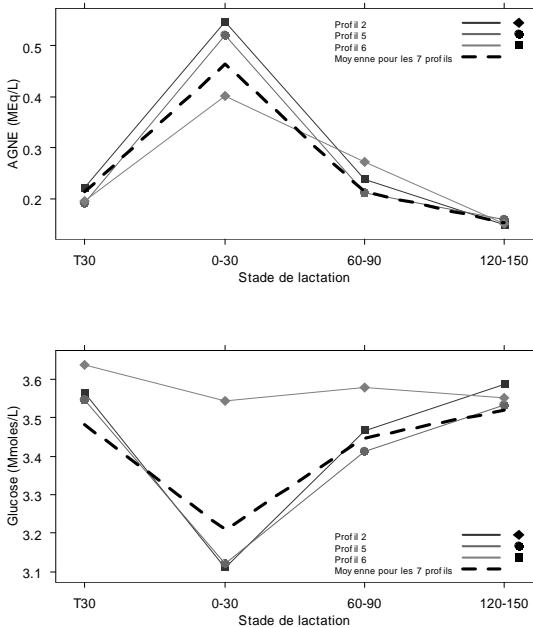 Profil 2
Profil 5
Profil 6
Moyenne pour les 7 profils
0.5
0.4
0.3
0.2
AGNE (MEq/L)
T30 0-30 60-90 120-150
Stade de lactation
3.6
3.5
3.4
3.3
3.2
3.1
Glucose (Mmoles/L)
Profil 2
Profil 5
Profil 6
Moyenne pour les 7 profils
T30 0-30 60-90 120-150
Stade de lactation